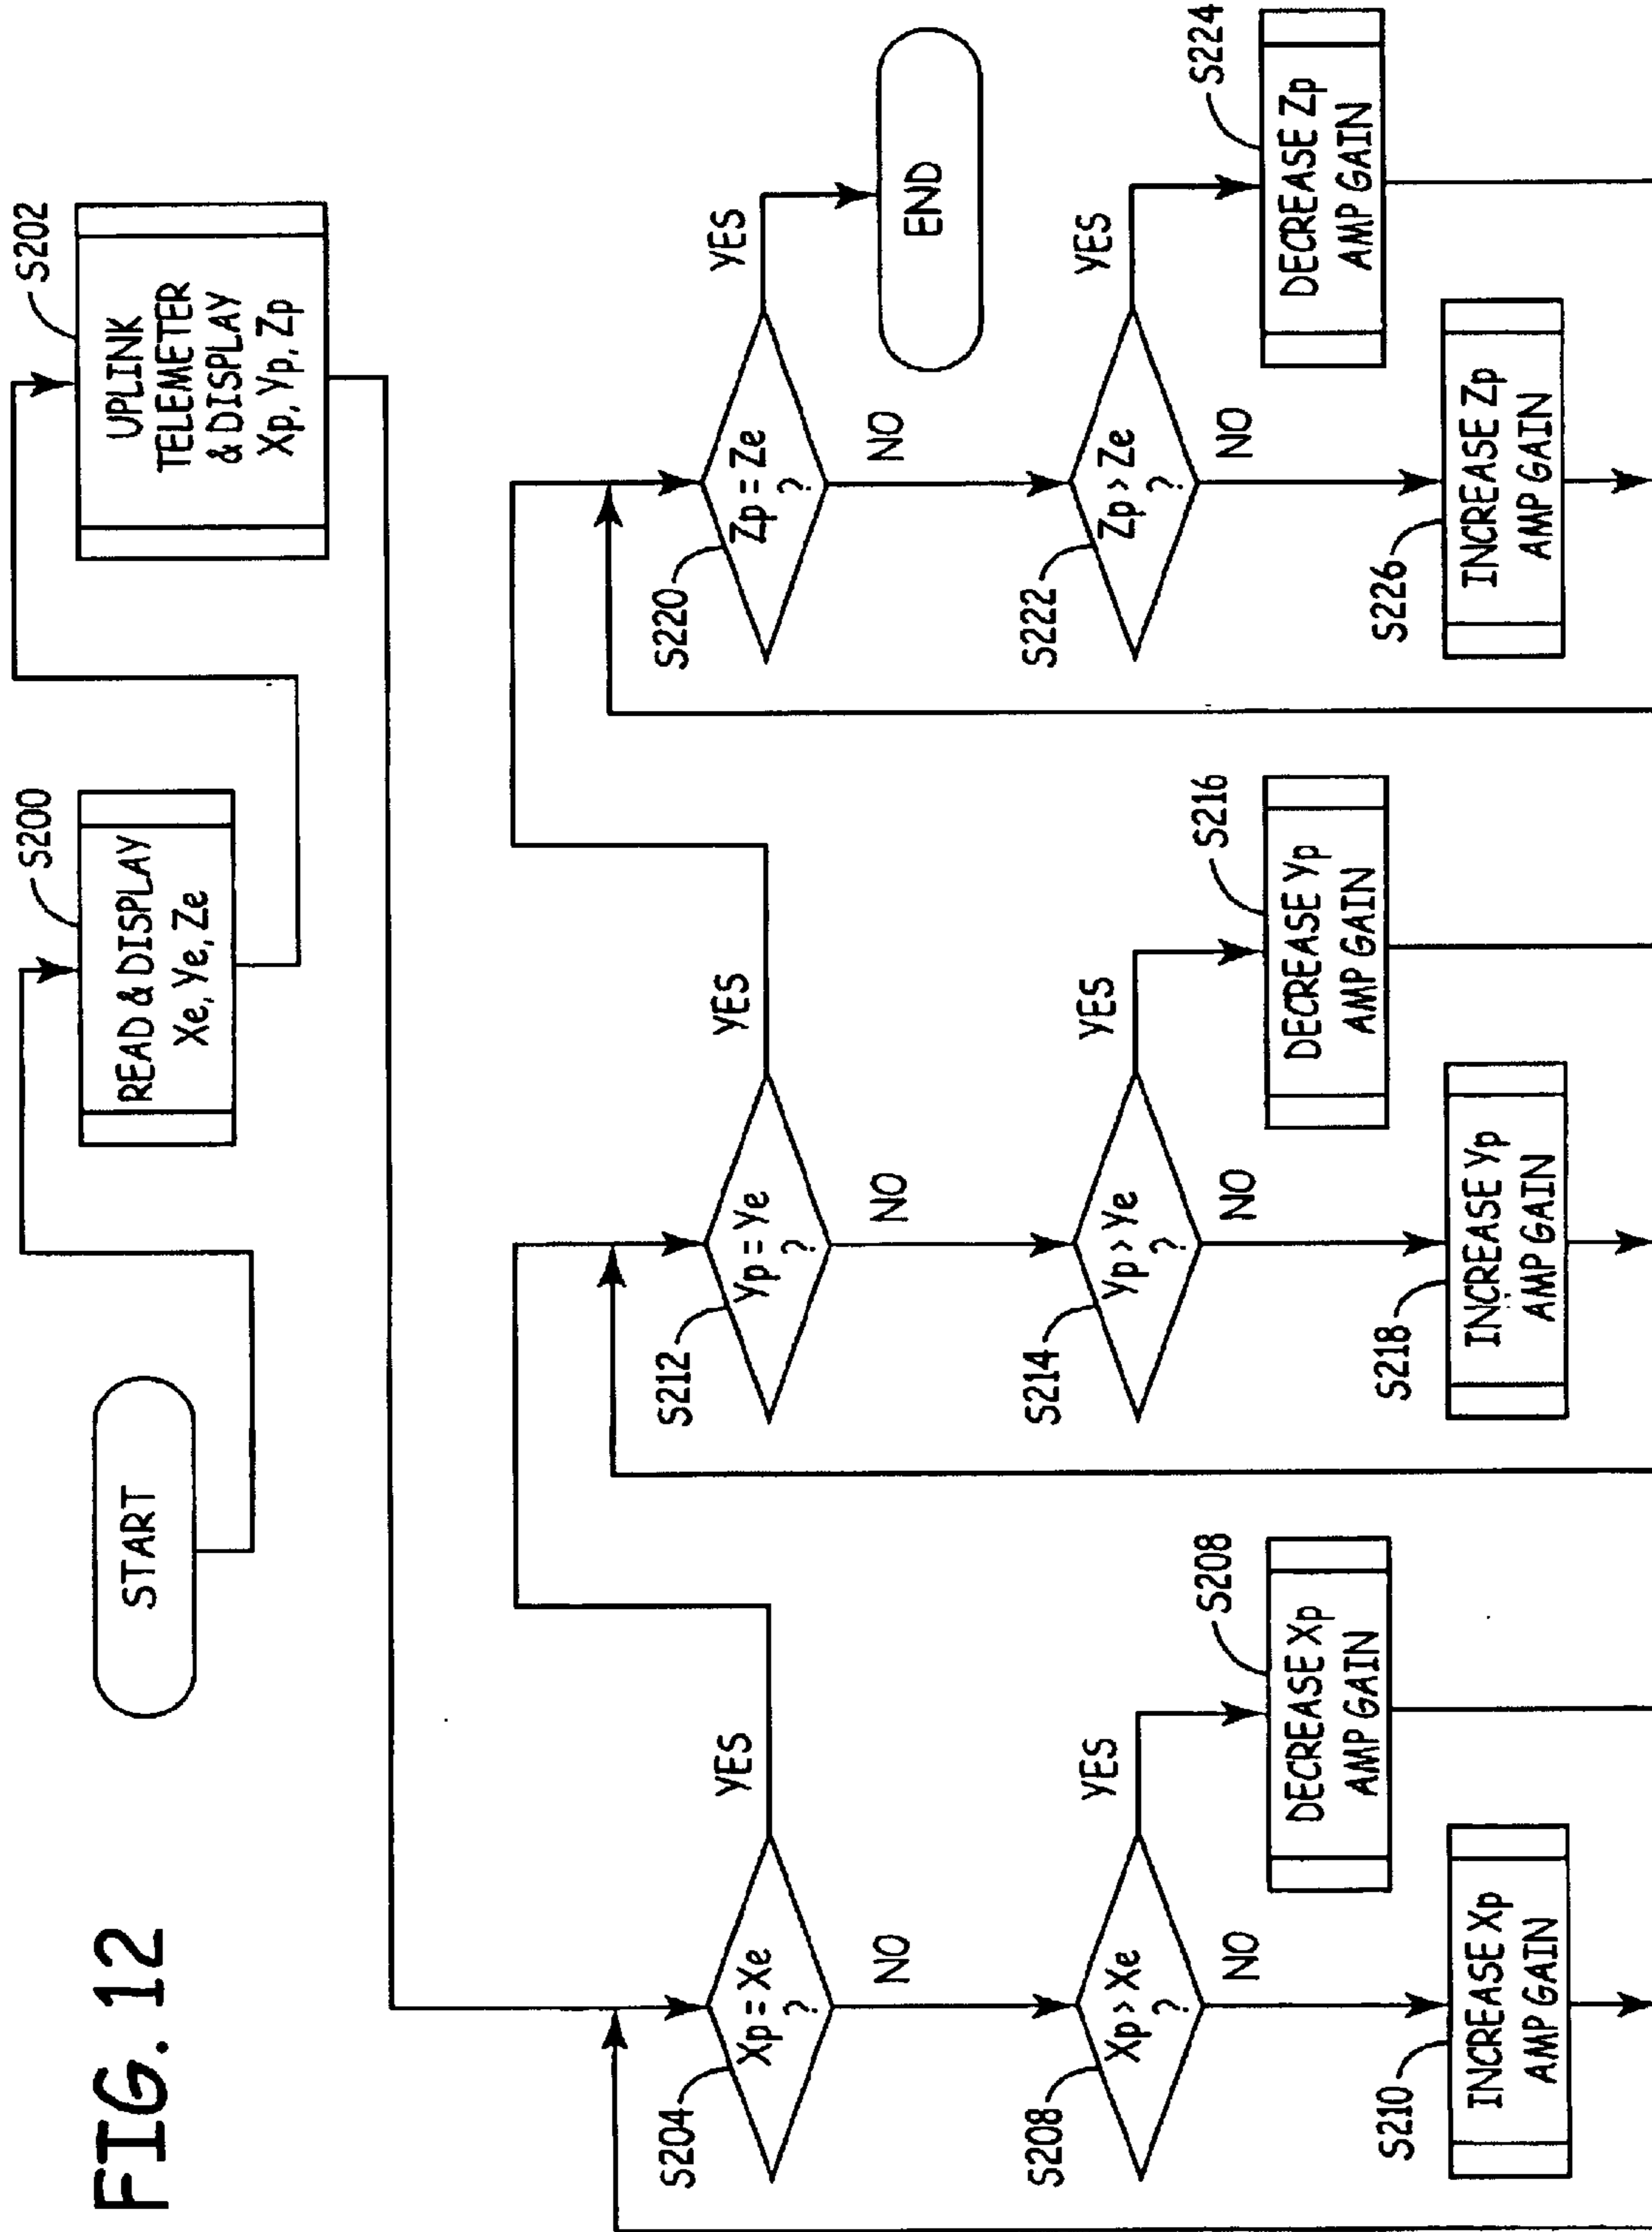 FIG. 12
START
S200
READ & DISPLAY
Xe, Ye, Ze
S202
UPLINK
TELEMETER
& DISPLAY
Xp, Yp, Zp
S204
Xp = Xe
?
YES
NO
S208
Xp > Xe
?
YES
NO
S208
DECREASE Xp
AMP GAIN
S210
INCREASE Xp
AMP GAIN
S212
Yp = Ye
?
YES
NO
S214
Yp > Ye
?
YES
NO
S216
DECREASE Yp
AMP GAIN
S218
INCREASE Yp
AMP GAIN
S220
Zp = Ze
?
YES
NO
END
S222
Zp > Ze
?
YES
NO
S224
DECREASE Zp
AMP GAIN
S226
INCREASE Zp
AMP GAIN